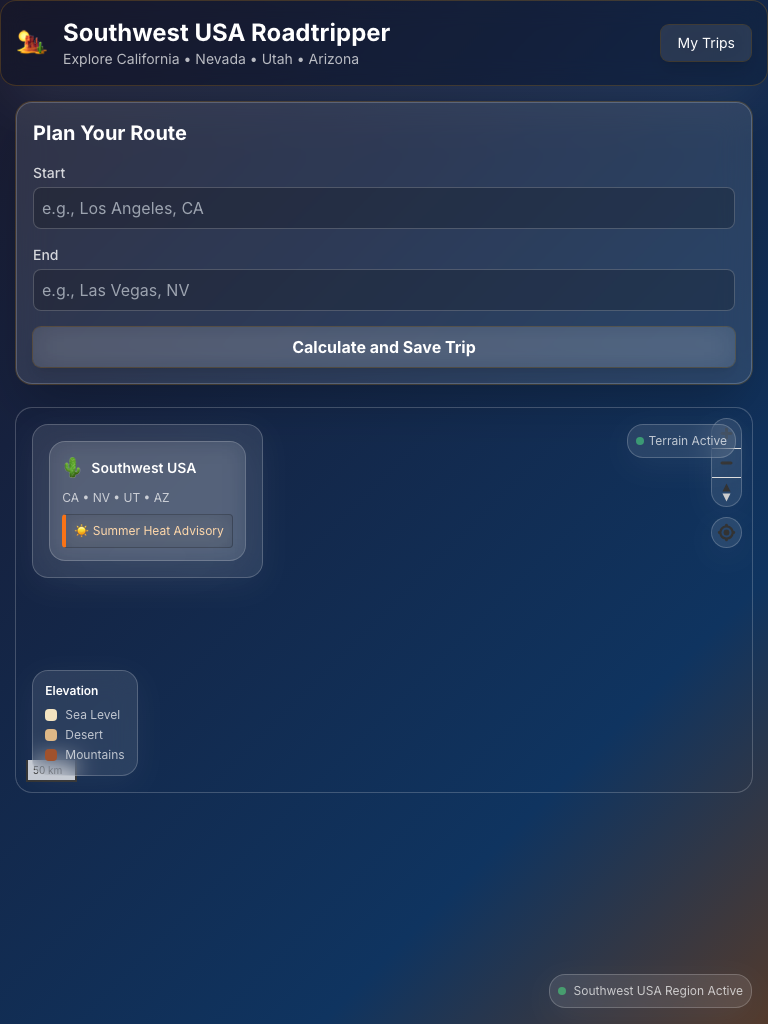 Southwest USA Roadtripper
Explore California • Nevada • Utah • Arizona
My Trips
Plan Your Route
Start
e.g., Los Angeles, CA
End
e.g., Las Vegas, NV
Calculate and Save Trip
Southwest USA
CA • NV • UT • AZ
Summer Heat Advisory
Terrain Active
Elevation
Sea Level
Desert
Mountains
50 km
Southwest USA Region Active